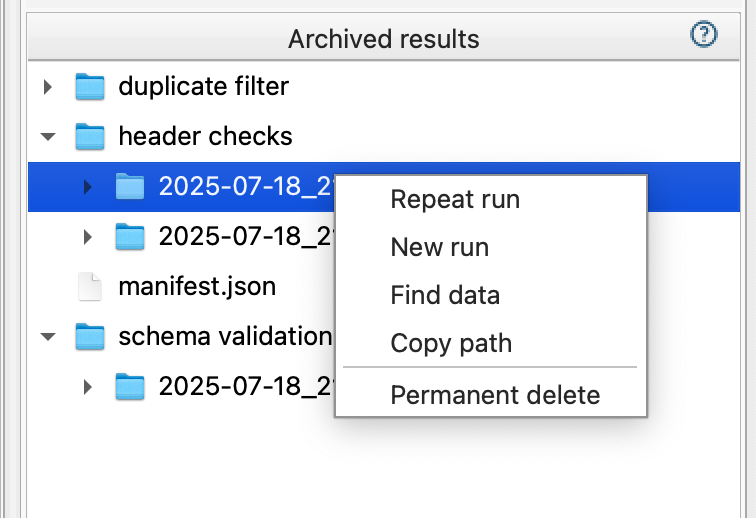 Archived results
duplicate filter
header checks
2025-07-18_2
2025-07-18_2
manifest.json
schema validation
2025-07-18_2
Repeat run
New run
Find data
Copy path
Permanent delete